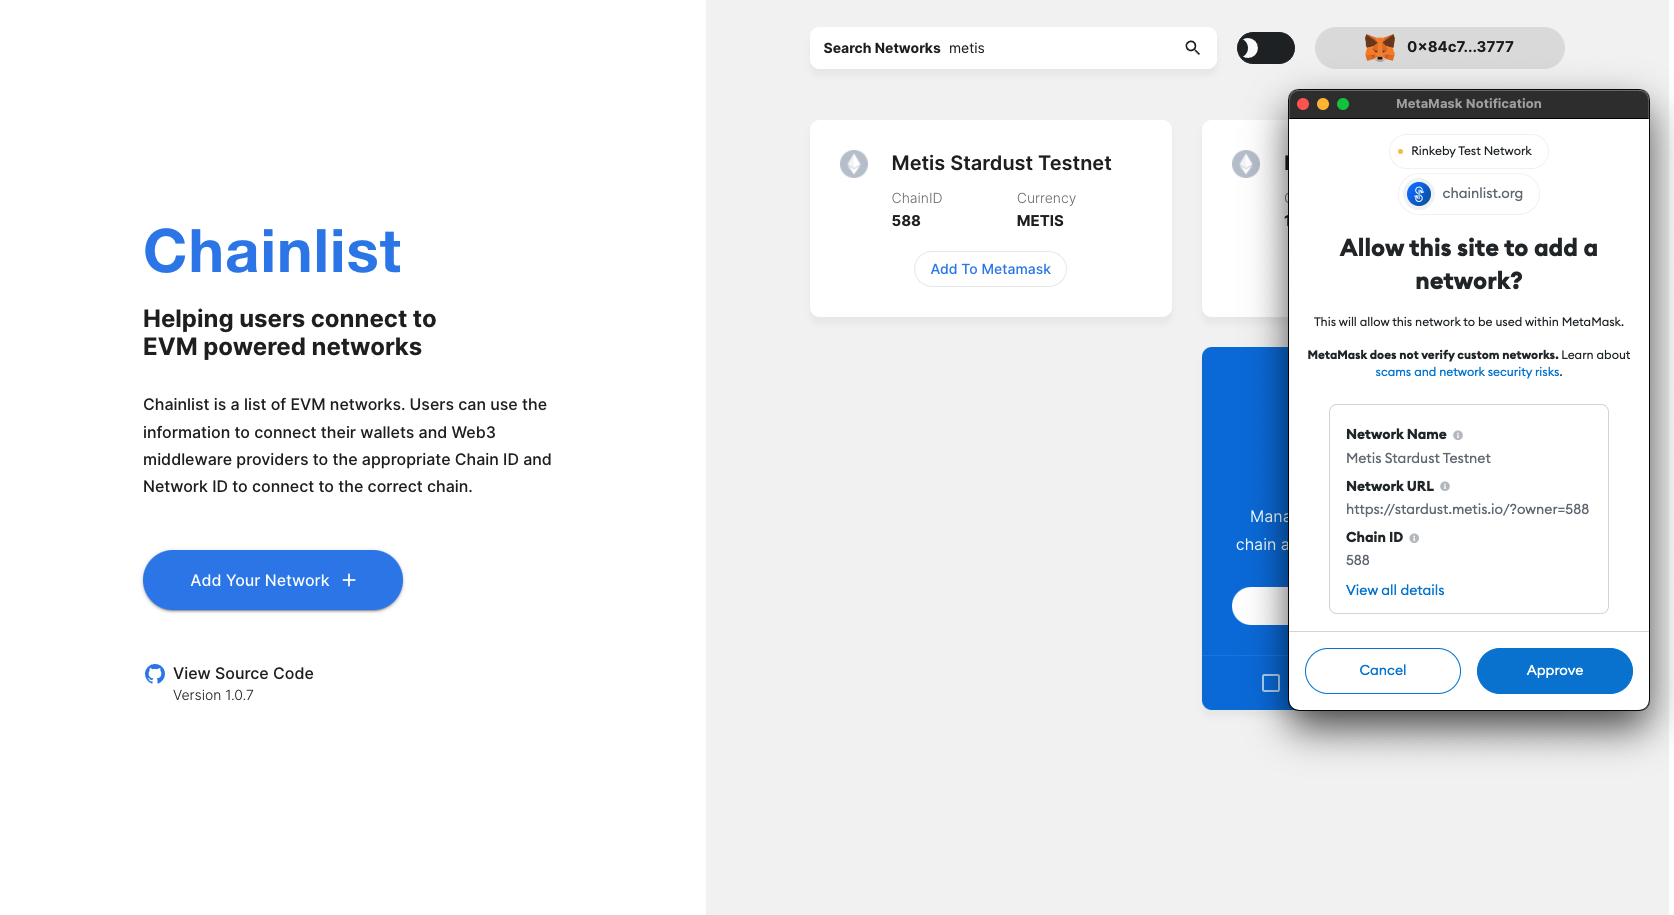 Chainlist
Helping users connect to
EVM powered networks
Chainlist is a list of EVM networks. Users can use the
information to connect their wallets and Web3
middleware providers to the appropriate Chain ID and
Network ID to connect to the correct chain.
Add Your Network +
View Source Code
Version 1.0.7
Search Networks metis
0×84c7...3777
Metis Stardust Testnet
ChainID Currency
588 METIS
Add To Metamask
chain a
MetaMask Notification
Rinkeby Test Network
chainlist.org
Allow this site to add a
network?
This will allow this network to be used within MetaMask.
MetaMask does not verify custom networks. Learn about
scams and network security risks.
Network Name
Metis Stardust Testnet
Network URL
https://stardust.metis.io/?owner=588
Chain ID
588
View all details
Cancel Approve